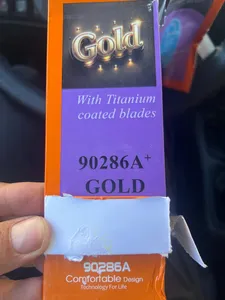 Gold
With Titanium
coated blades
90286A+
GOLD
90286A
Comfortable Design
Technology For Life